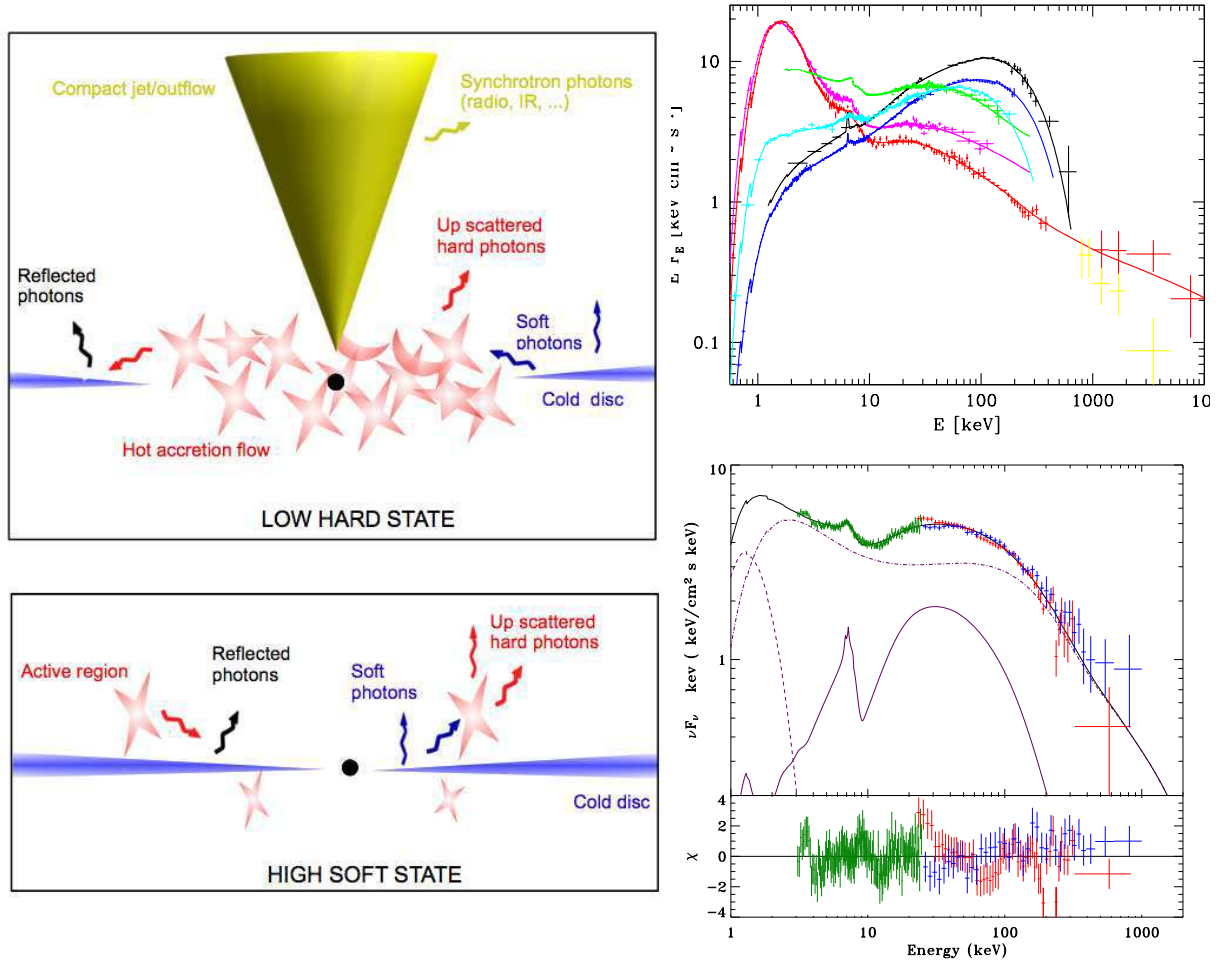 Compact jet/outflow
Synchrotron photons
(radio, IR, ...)
Up scattered
hard photons
Reflected
photons
Soft
photons
Cold disc
Hot accretion flow
LOW HARD STATE
Active region
Reflected
photons
Soft
photons
Up scattered
hard photons
Cold disc
HIGH SOFT STATE
10
1
0.1
1
10
100
1000
E [keV]
10
1
νFν keV ( keV/cm² s keV)
4
2
0
-2
-4
χ
1
10
100
1000
Energy (keV)